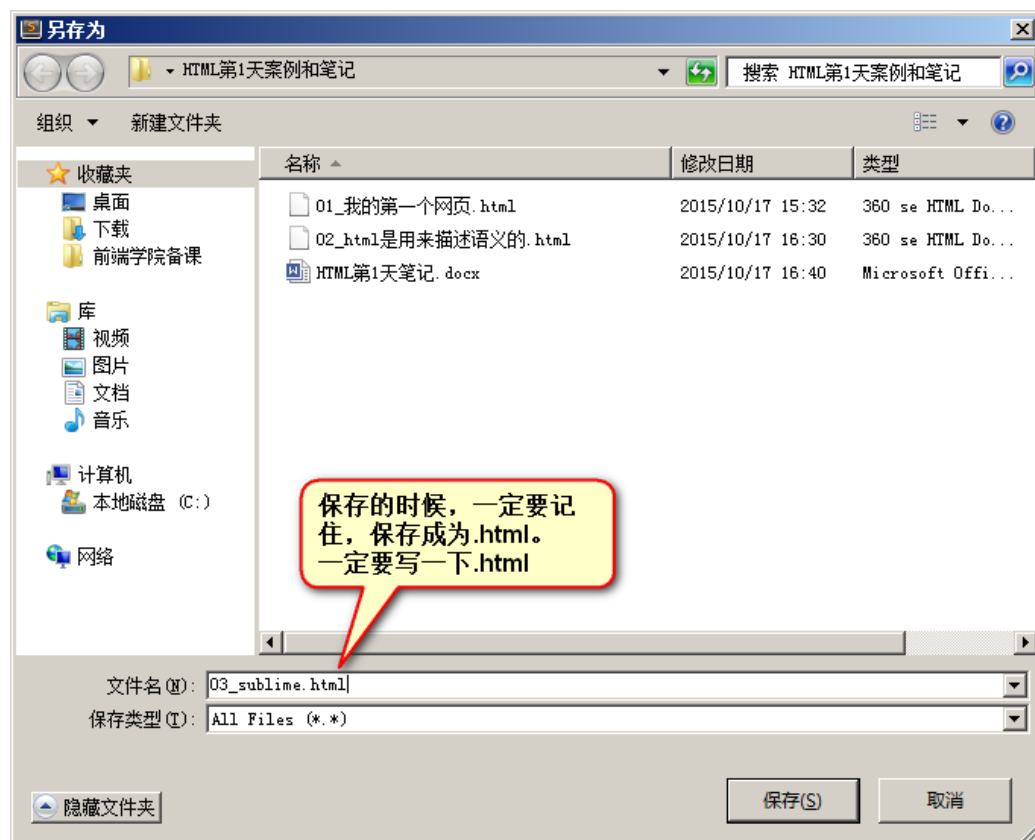 另存为
HTML第1天案例和笔记
搜索 HTML第1天案例和笔记
组织
新建文件夹
收藏夹
桌面
下载
前端学院备课
库
视频
图片
文档
音乐
计算机
本地磁盘 (C:)
网络
名称 修改日期 类型
01_我的第一个网页.html 2015/10/17 15:32 360 se HTML Do...
02_html是用来描述语义的.html 2015/10/17 16:30 360 se HTML Do...
HTML第1天笔记.docx 2015/10/17 16:40 Microsoft Offi...
保存的时候，一定要记
住，保存成为.html。
一定要写一下.html
文件名(N): 03_sublime.html
保存类型(T): All Files (*.*)
隐藏文件夹
保存(S)
取消